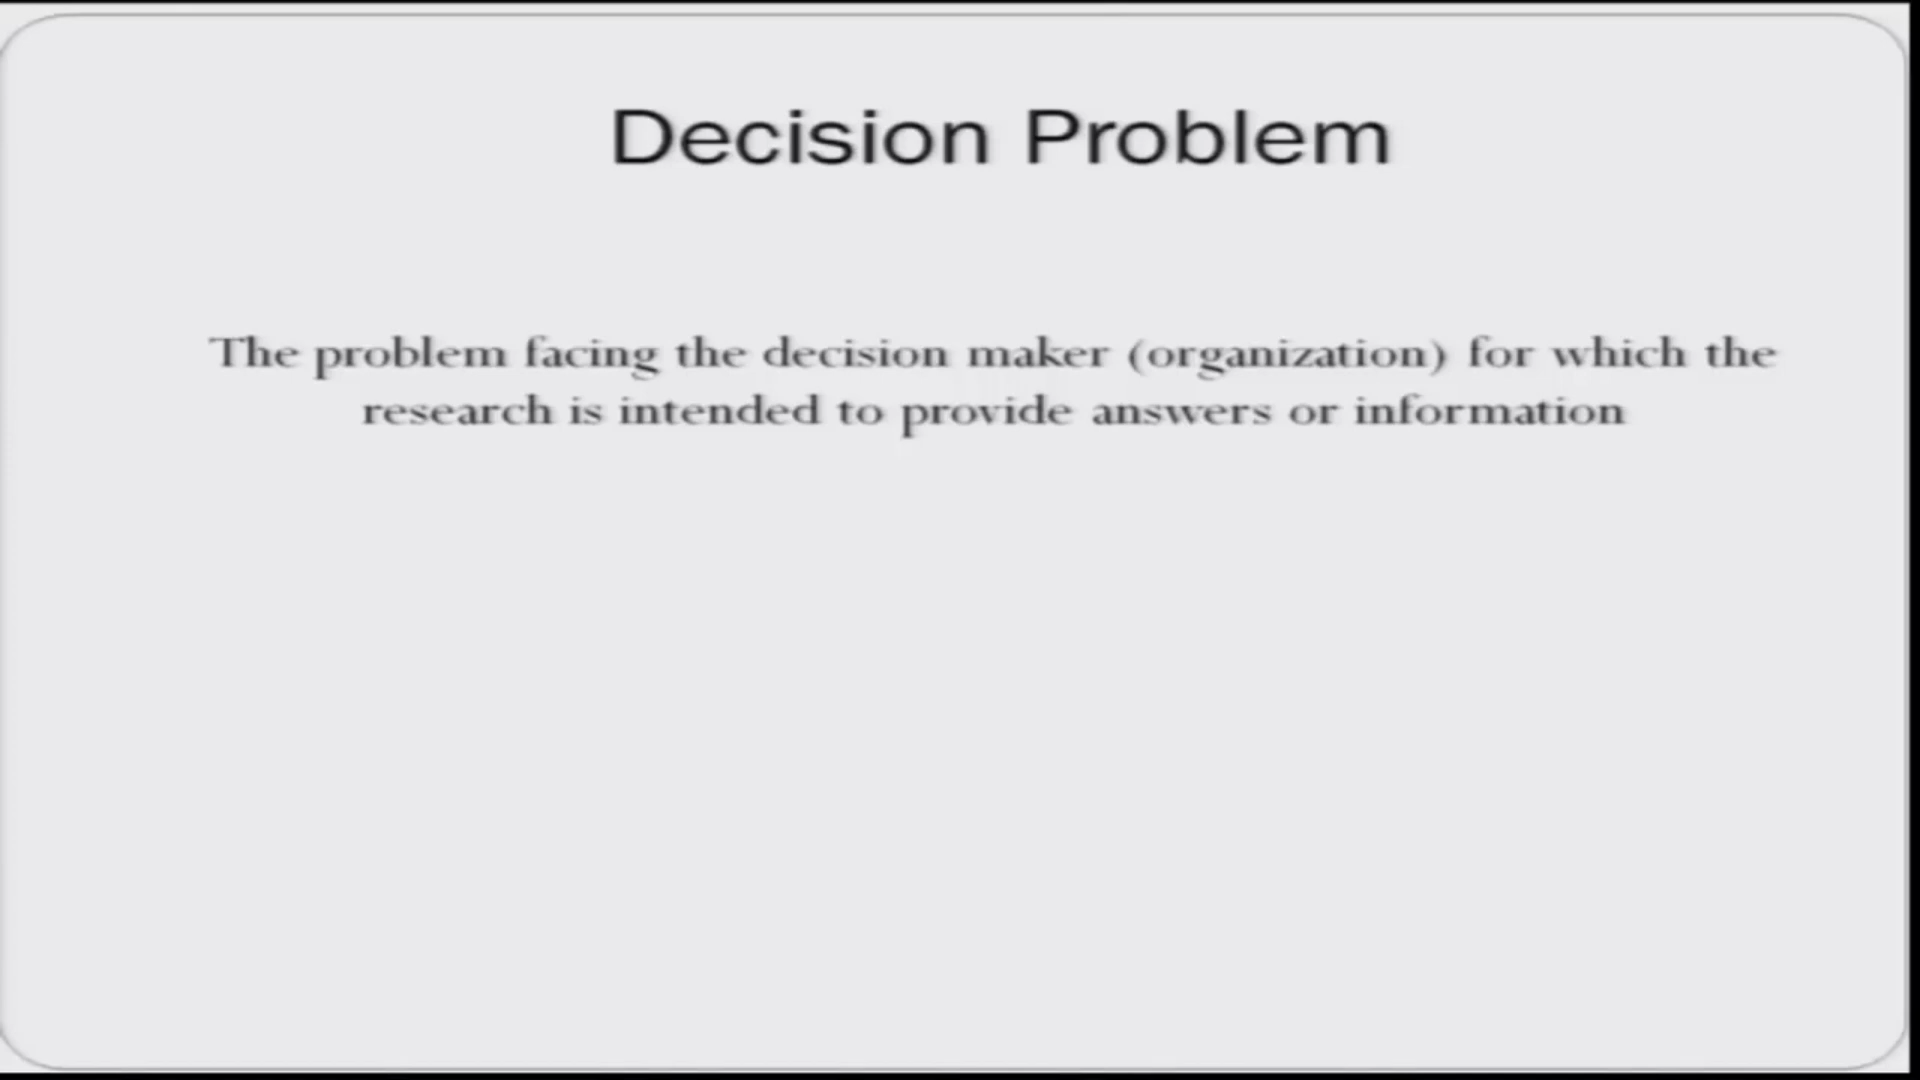 Decision Problem
The problem facing the decision maker (organization) for which the
research is intended to provide answers or information